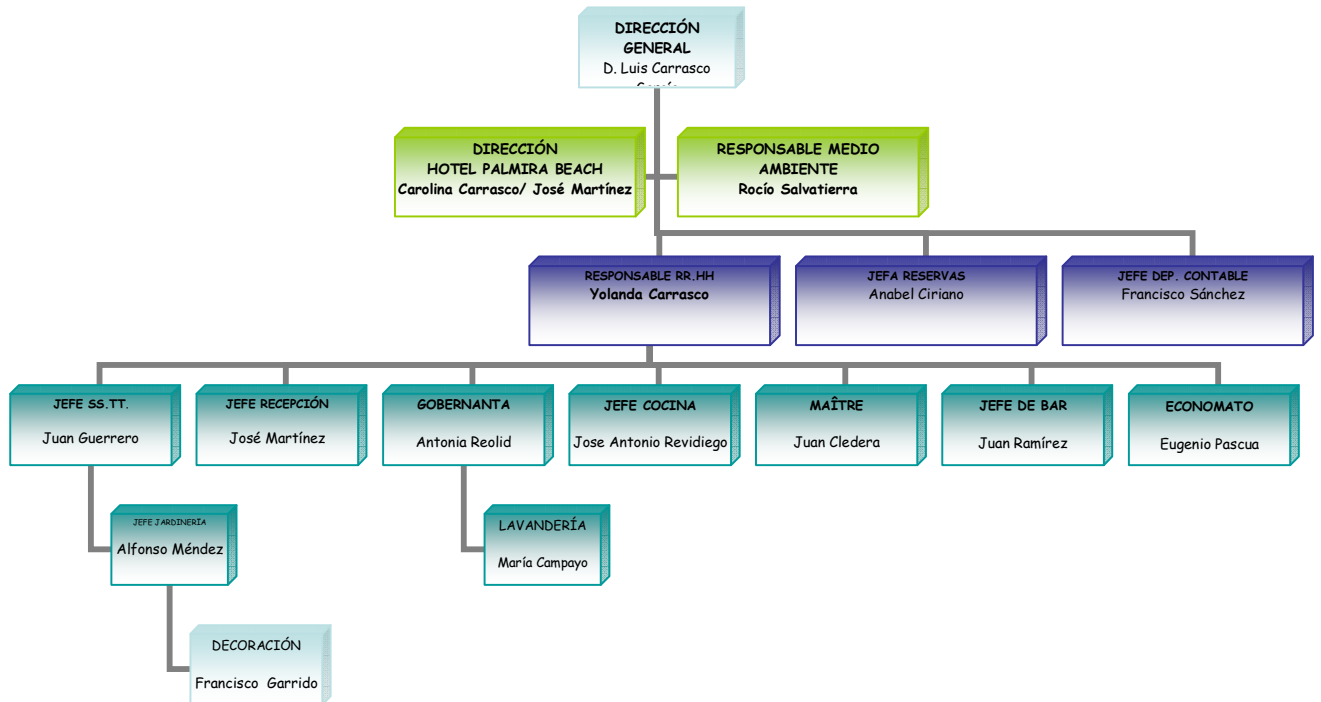 DIRECCIÓN
GENERAL
D. Luis Carrasco
DIRECCIÓN
HOTEL PALMIRA BEACH
Carolina Carrasco/ José Martínez
RESPONSABLE MEDIO
AMBIENTE
Rocío Salvatierra
RESPONSABLE RR.HH
Yolanda Carrasco
JEFA RESERVAS
Anabel Ciriano
JEFE DEP. CONTABLE
Francisco Sánchez
JEFE SS.TT.
Juan Guerrero
JEFE RECEPCIÓN
José Martínez
GOBERNANTA
Antonia Reolid
JEFE COCINA
Jose Antonio Revidiego
MAÎTRE
Juan Cledera
JEFE DE BAR
Juan Ramírez
ECONOMATO
Eugenio Pascua
JEFE JARDINERIA
Alfonso Méndez
LAVANDERÍA
María Campayo
DECORACIÓN
Francisco Garrido